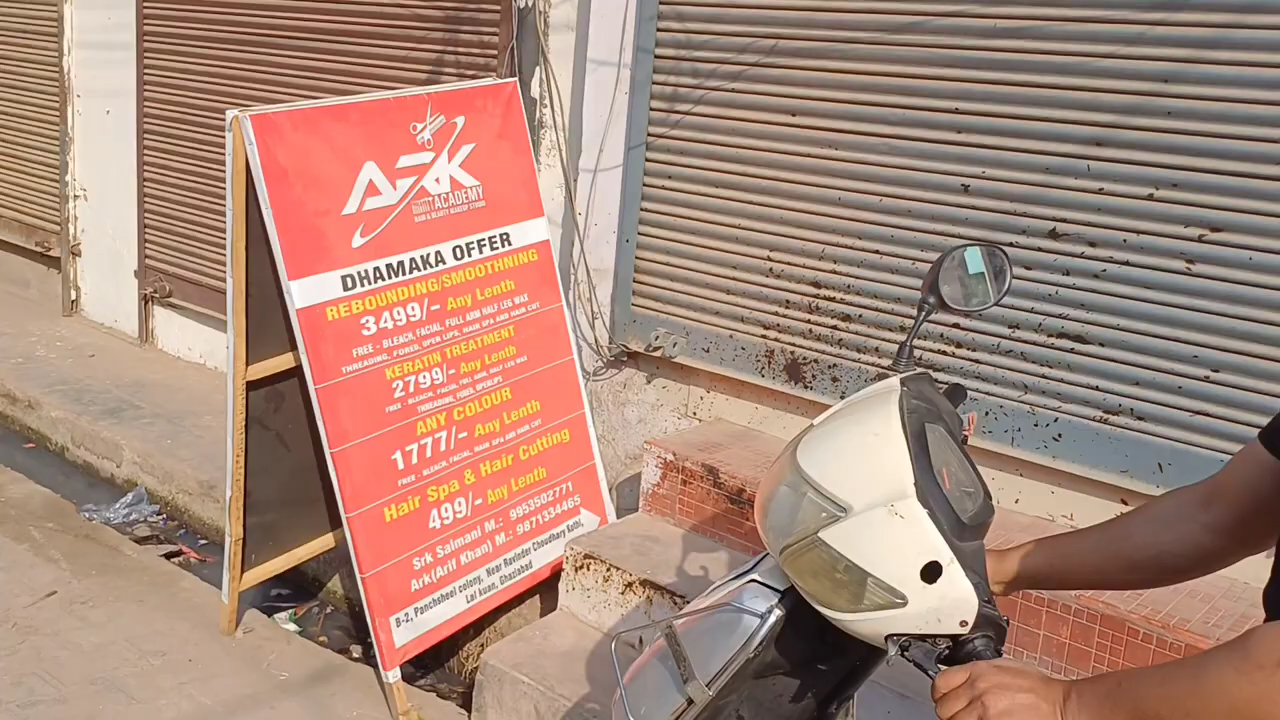 ARK
ACADEMY
HAIR & BEAUTY MAKEUP STUDIO
DHAMAKA OFFER
REBOUNDING/SMOOTHNING
3499/- Any Lenth
FREE - BLEACH, FACIAL, FULL ARM HALF LEG WAX
THREADING, FORED, UPER LIPS, HAIR SPA AND HAIR CUT
KERATIN TREATMENT
2799/- Any Lenth
FREE - BLEACH, FACIAL, FULL ARM, HALF LEG WAX
THREADING, FORED, UPERLIPS
ANY COLOUR
1777/- Any Lenth
FREE - BLEACH, FACIAL, HAIR SPA AND HAIR CUT
Hair Spa & Hair Cutting
499/- Any Lenth
Srk Salmani M.: 9953502771
Ark(Arif Khan) M.: 9871334465
B-2, Panchsheel colony, Near Ravinder Choudhary Kothi,
Lal kuan, Ghaziabad